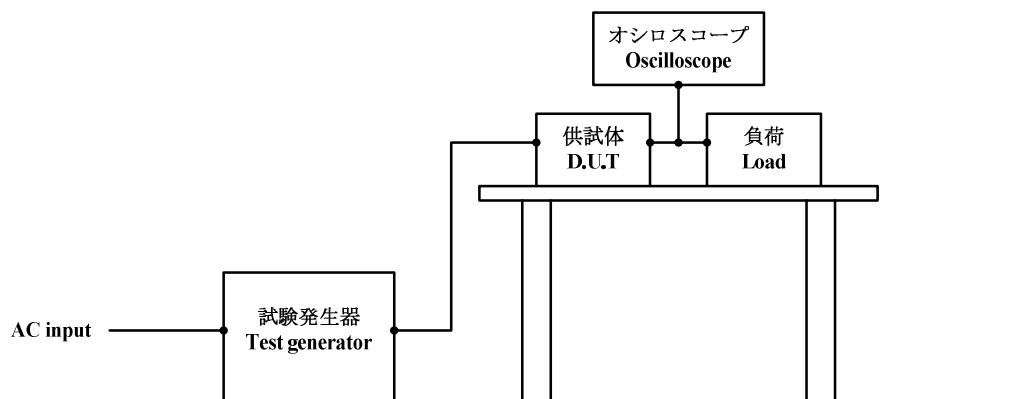 オシロスコープ
Oscilloscope
供試体
D.U.T
負荷
Load
試験発生器
Test generator
AC input